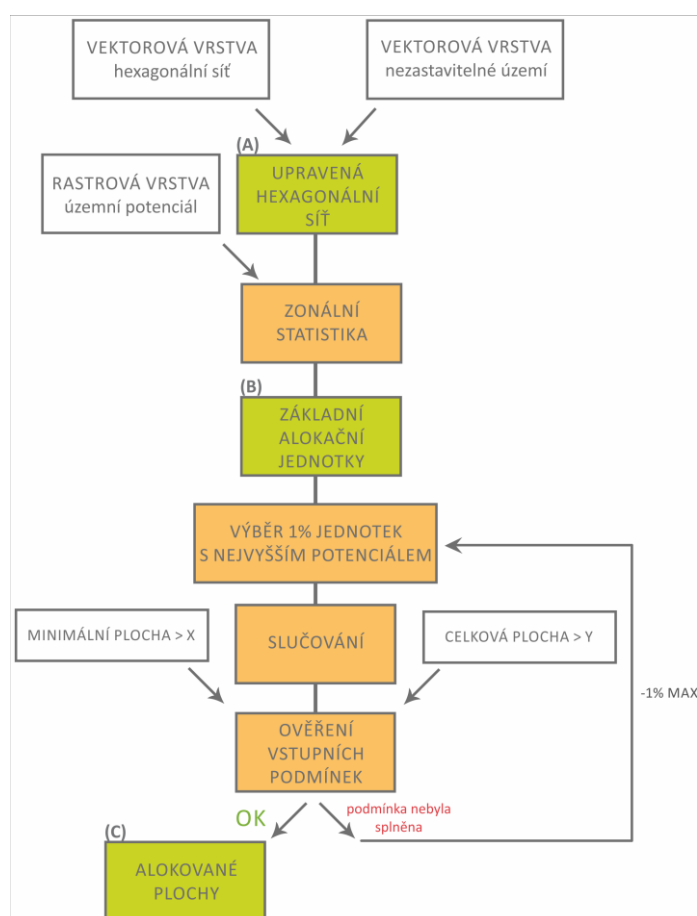 VEKTOROVÁ VRSTVA
hexagonální síť
VEKTOROVÁ VRSTVA
nezastavitelné území
(A)
UPRAVENÁ
HEXAGONÁLNÍ
SÍŤ
RASTROVÁ VRSTVA
územní potenciál
ZONÁLNÍ
STATISTIKA
(B)
ZÁKLADNÍ
ALOKAČNÍ
JEDNOTKY
VÝBĚR 1% JEDNOTEK
S NEJVYŠŠÍM POTENCIÁLEM
MINIMÁLNÍ PLOCHA > X
SLUČOVÁNÍ
CELKOVÁ PLOCHA > Y
-1% MAX
OVĚŘENÍ
VSTUPNÍCH
PODMÍNEK
OK
podmínka nebyla
splněna
(C)
ALOKOVANÉ
PLOCHY